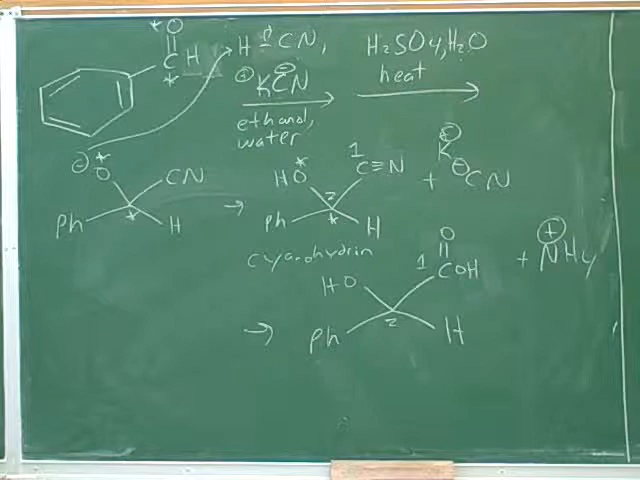 * O
C H
*
H CN, H₂SO₄, H₂O
⊕ KCN ⊖ heat
ethanol,
water
⊖ O * CN
Ph * H
→ HO * 1 C≡N + K⊕ ⊖CN
Ph 2 * H
cyanohydrin
O
HO 1 COH + ⊕NH₄
→ Ph 2 H